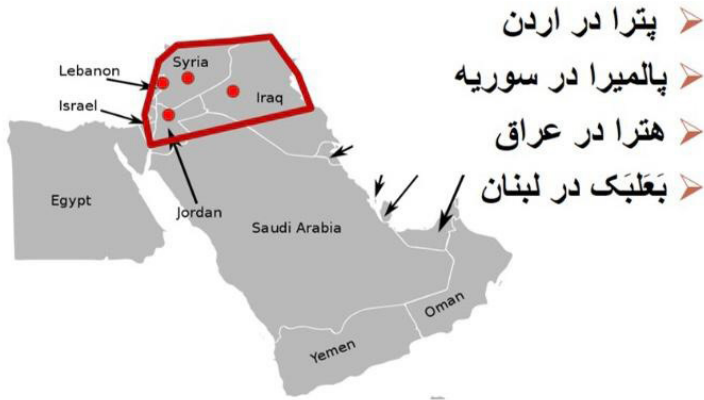 پترا در اردن
پالمیرا در سوریه
هترا در عراق
بَعَلبَک در لبنان
Syria
Lebanon
Iraq
Israel
Egypt
Jordan
Saudi Arabia
Oman
Yemen